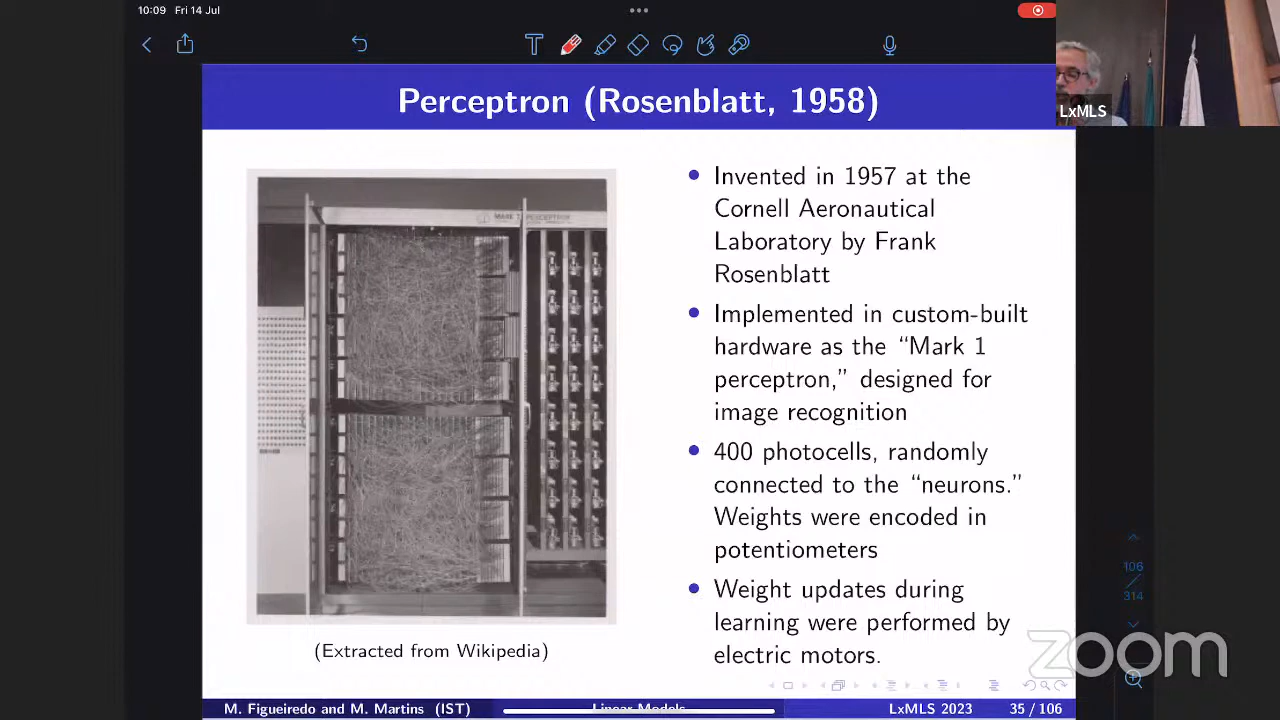 10:09 Fri 14 Jul
LxMLS
Perceptron (Rosenblatt, 1958)
MARK 1 PERCEPTRON
• Invented in 1957 at the
Cornell Aeronautical
Laboratory by Frank
Rosenblatt
• Implemented in custom-built
hardware as the “Mark 1
perceptron,” designed for
image recognition
• 400 photocells, randomly
connected to the “neurons.”
Weights were encoded in
potentiometers
• Weight updates during
learning were performed by
electric motors.
(Extracted from Wikipedia)
106
/
314
zoom
M. Figueiredo and M. Martins (IST)
Linear Models
LxMLS 2023
35 / 106